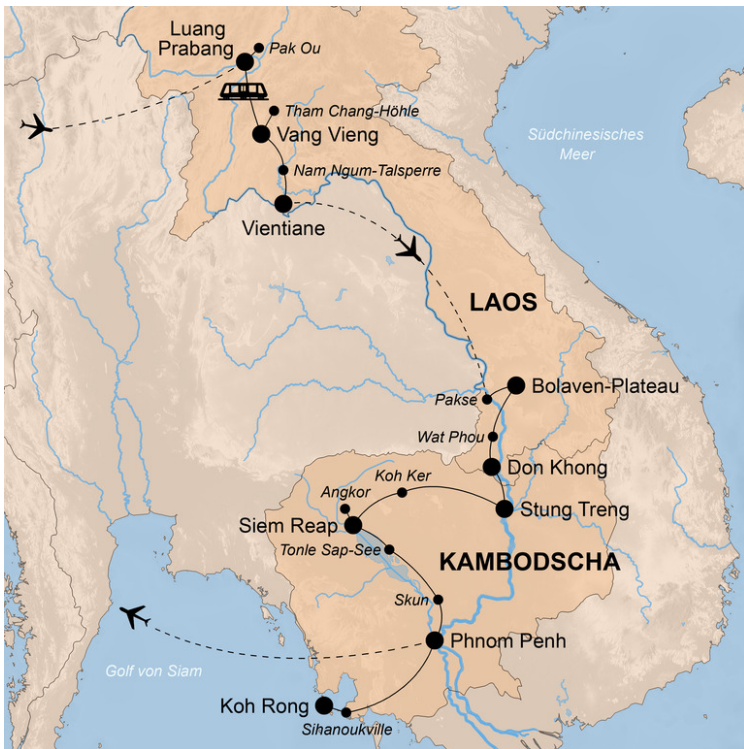 Luang
Prabang
Pak Ou
Tham Chang-Höhle
Vang Vieng
Südchinesisches
Meer
Nam Ngum-Talsperre
Vientiane
LAOS
Bolaven-Plateau
Pakse
Wat Phou
Don Khong
Koh Ker
Angkor
Stung Treng
Siem Reap
Tonle Sap-See
KAMBODSCHA
Skun
Phnom Penh
Golf von Siam
Koh Rong
Sihanoukville